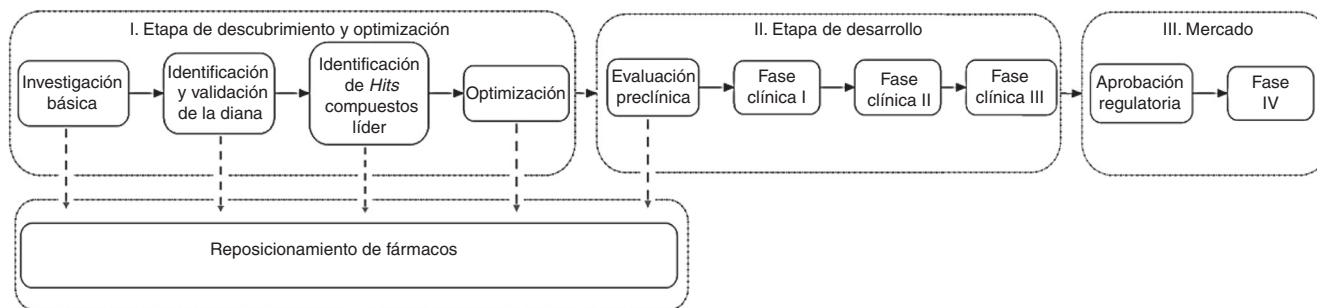 I. Etapa de descubrimiento y optimización
Investigación
básica
Identificación
y validación
de la diana
Identificación
de Hits
compuestos
líder
Optimización
II. Etapa de desarrollo
Evaluación
preclínica
Fase
clínica I
Fase
clínica II
Fase
clínica III
III. Mercado
Aprobación
regulatoria
Fase
IV
Reposicionamiento de fármacos